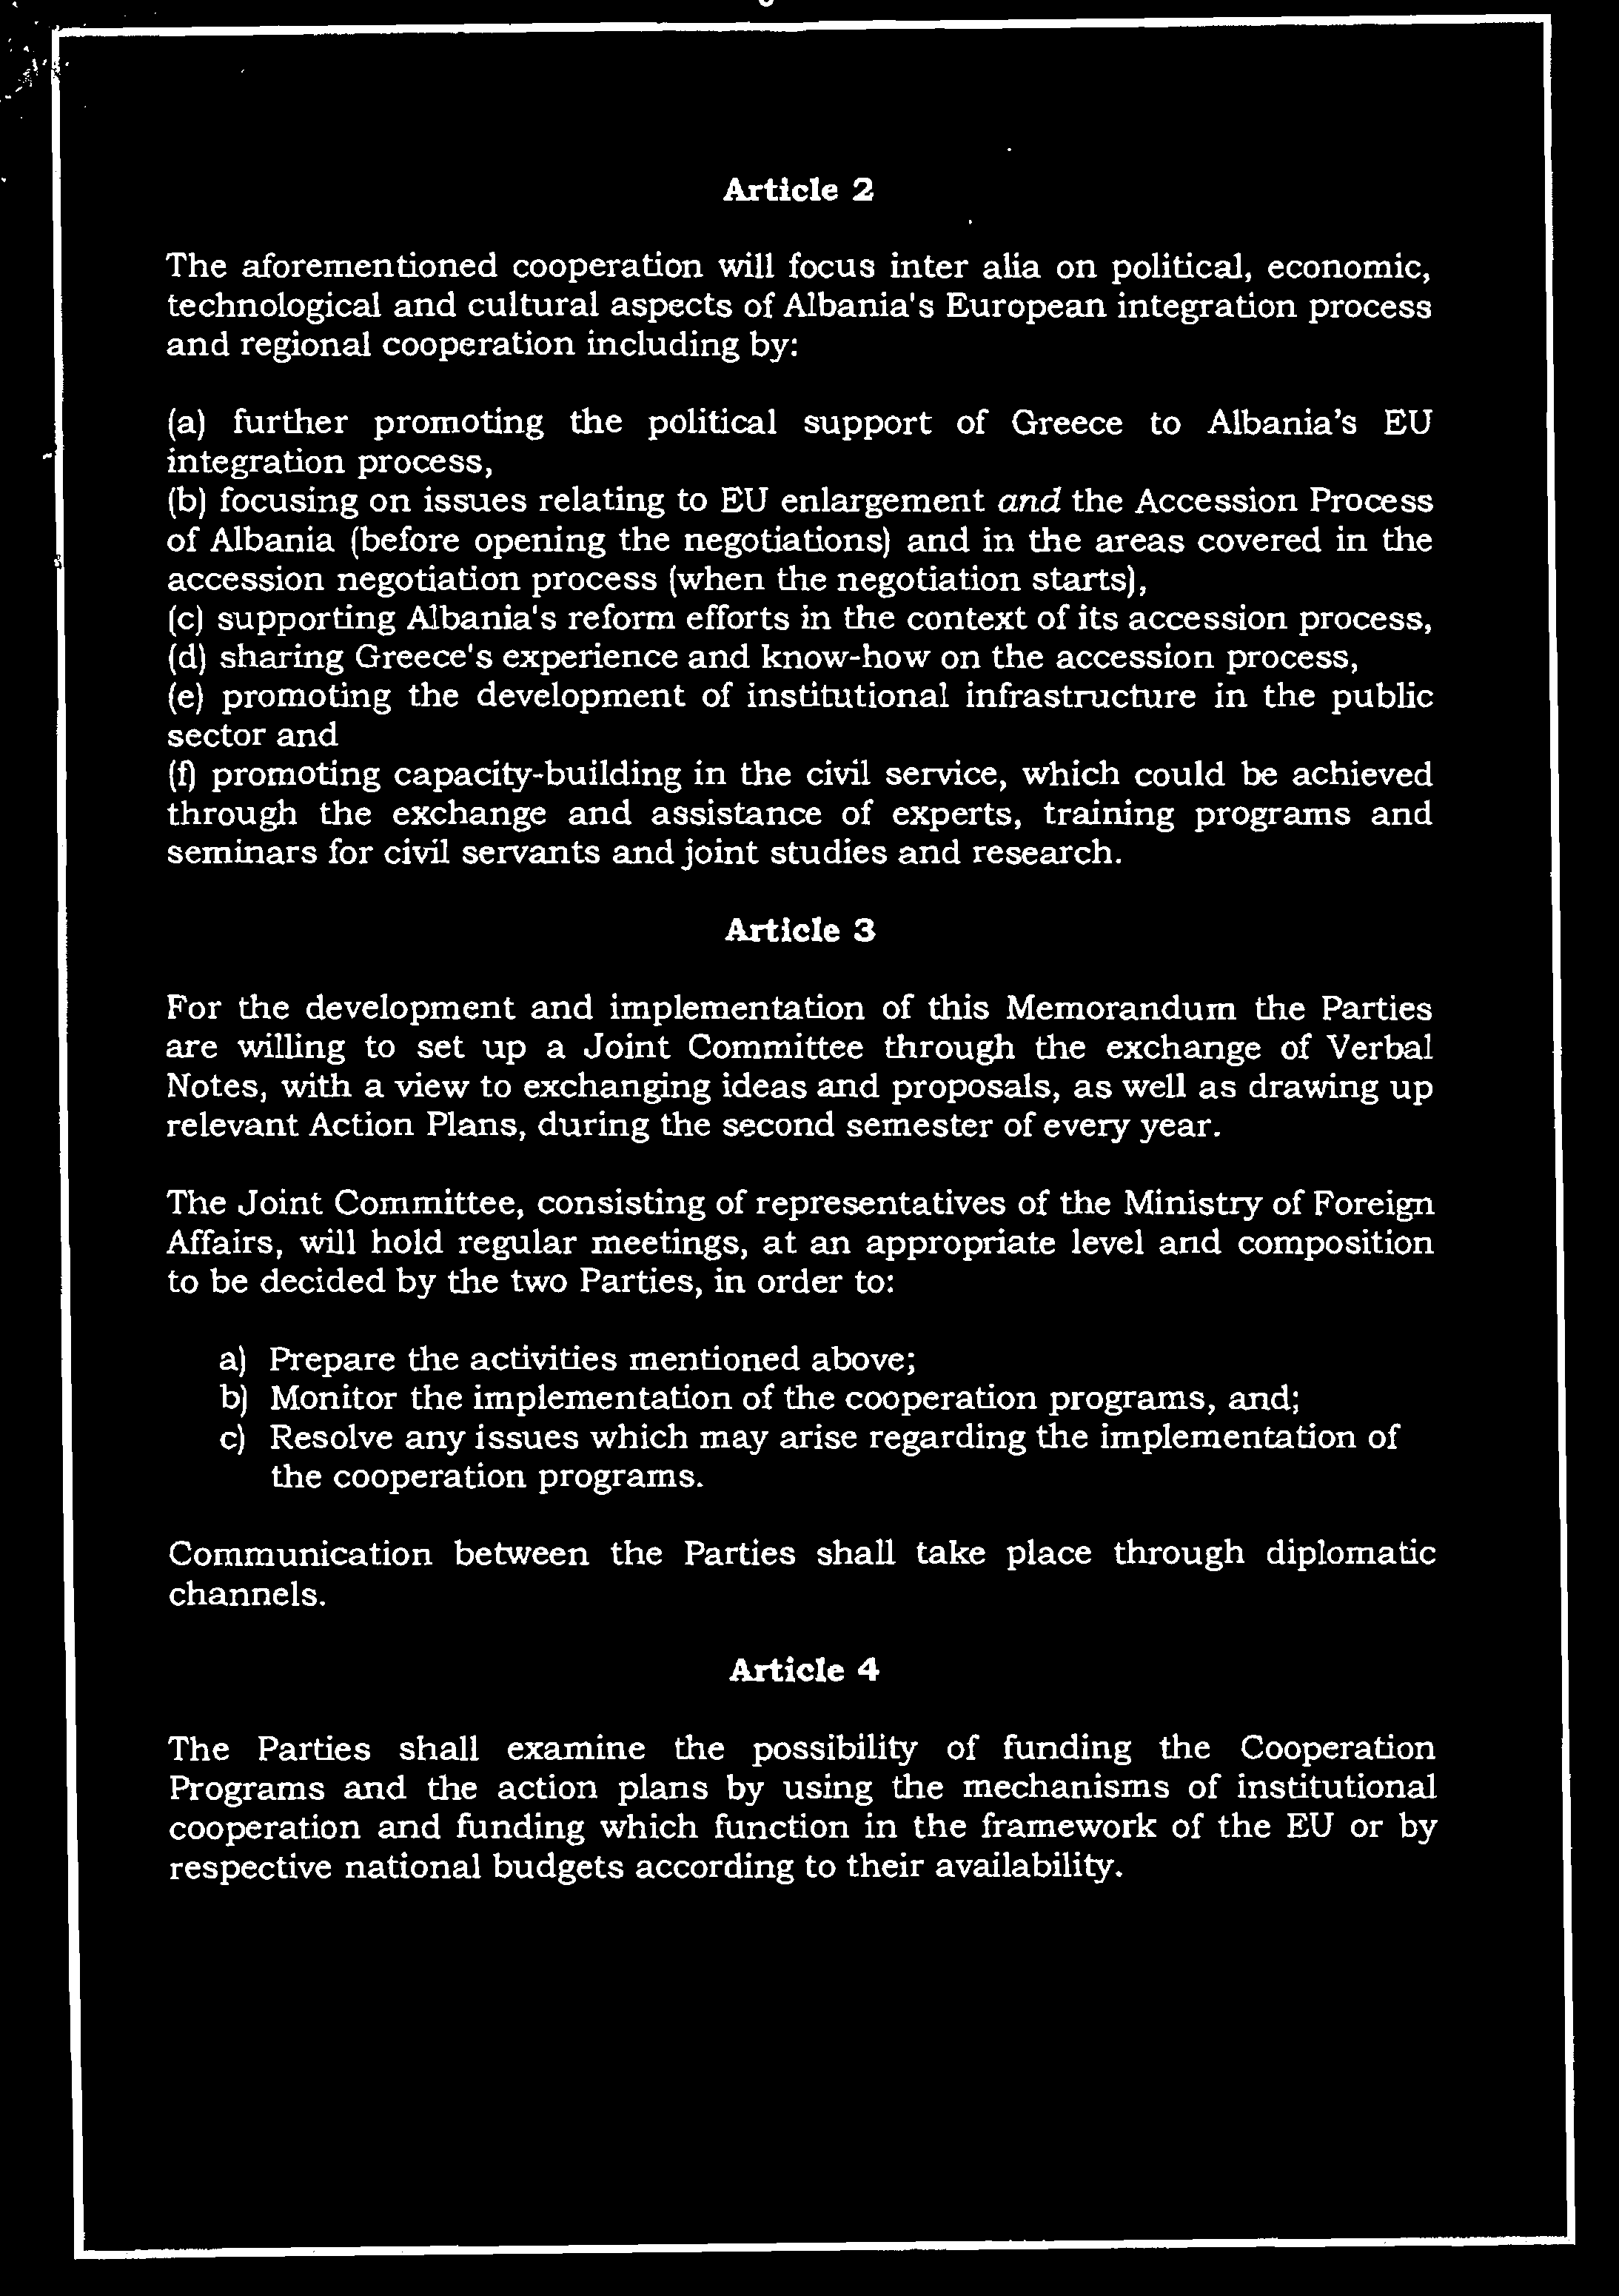 Article 2
The aforementioned cooperation will focus inter alia on political, economic,
technological and cultural aspects of Albania's European integration process
and regional cooperation including by:
(a) further promoting the political support of Greece to Albania's EU
integration process,
(b) focusing on issues relating to EU enlargement and the Accession Process
of Albania (before opening the negotiations) and in the areas covered in the
accession negotiation process (when the negotiation starts),
(c) supporting Albania's reform efforts in the context of its accession process,
(d) sharing Greece's experience and know-how on the accession process,
(e) promoting the development of institutional infrastructure in the public
sector and
(f) promoting capacity-building in the civil service, which could be achieved
through the exchange and assistance of experts, training programs and
seminars for civil servants and joint studies and research.
Article 3
For the development and implementation of this Memorandum the Parties
are willing to set up a Joint Committee through the exchange of Verbal
Notes, with a view to exchanging ideas and proposals, as well as drawing up
relevant Action Plans, during the second semester of every year.
The Joint Committee, consisting of representatives of the Ministry of Foreign
Affairs, will hold regular meetings, at an appropriate level and composition
to be decided by the two Parties, in order to:
a) Prepare the activities mentioned above;
b) Monitor the implementation of the cooperation programs, and;
c) Resolve any issues which may arise regarding the implementation of
the cooperation programs.
Communication between the Parties shall take place through diplomatic
channels.
Article 4
The Parties shall examine the possibility of funding the Cooperation
Programs and the action plans by using the mechanisms of institutional
cooperation and funding which function in the framework of the EU or by
respective national budgets according to their availability.